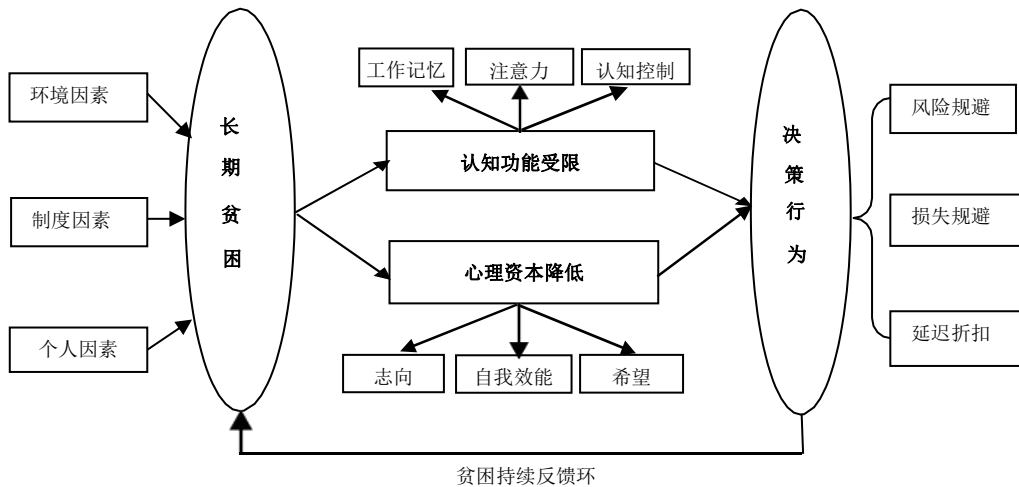 环境因素
制度因素
个人因素
长期贫困
工作记忆
注意力
认知控制
认知功能受限
心理资本降低
志向
自我效能
希望
决策行为
风险规避
损失规避
延迟折扣
贫困持续反馈环